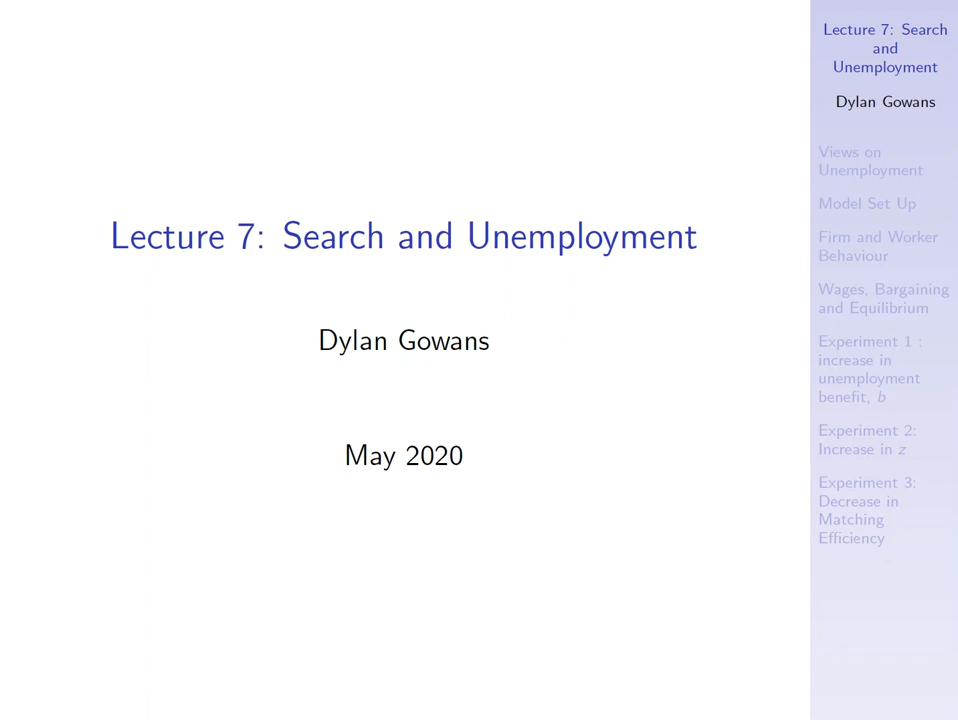 Lecture 7: Search and Unemployment
Dylan Gowans
May 2020
Lecture 7: Search
and
Unemployment
Dylan Gowans
Views on
Unemployment
Model Set Up
Firm and Worker
Behaviour
Wages, Bargaining
and Equilibrium
Experiment 1 :
increase in
unemployment
benefit, b
Experiment 2:
Increase in z
Experiment 3:
Decrease in
Matching
Efficiency